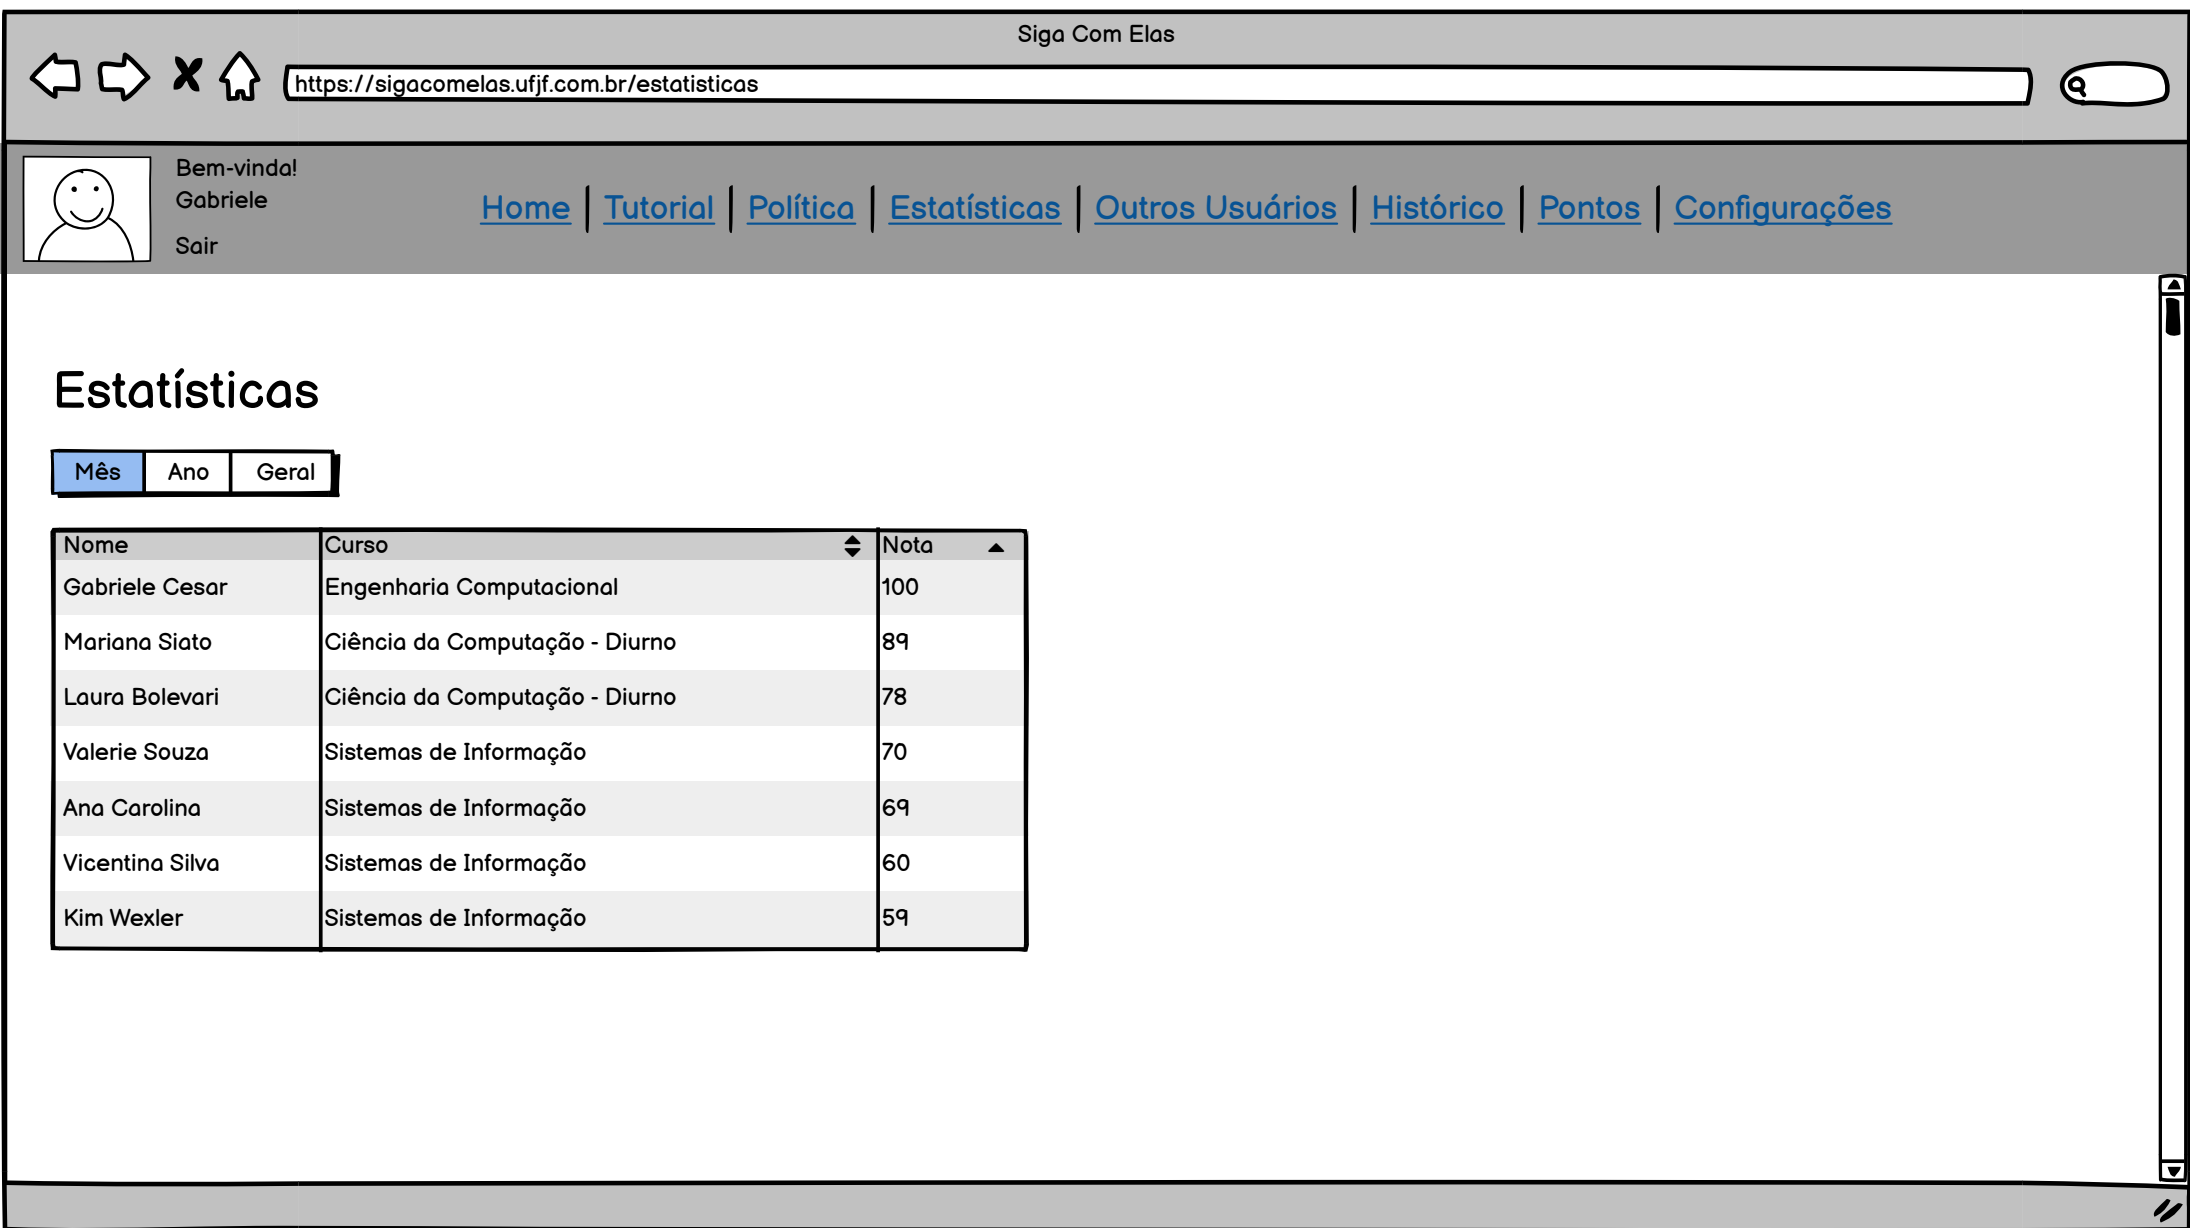 Siga Com Elas
https://sigacomelas.ufjf.com.br/estatisticas
Bem-vinda!
Gabriele
Sair
Home Tutorial Política Estatísticas Outros Usuários Histórico Pontos Configurações
Estatísticas
Mês Ano Geral
Nome Curso Nota
Gabriele Cesar Engenharia Computacional 100
Mariana Siato Ciência da Computação - Diurno 89
Laura Bolevari Ciência da Computação - Diurno 78
Valerie Souza Sistemas de Informação 70
Ana Carolina Sistemas de Informação 69
Vicentina Silva Sistemas de Informação 60
Kim Wexler Sistemas de Informação 59